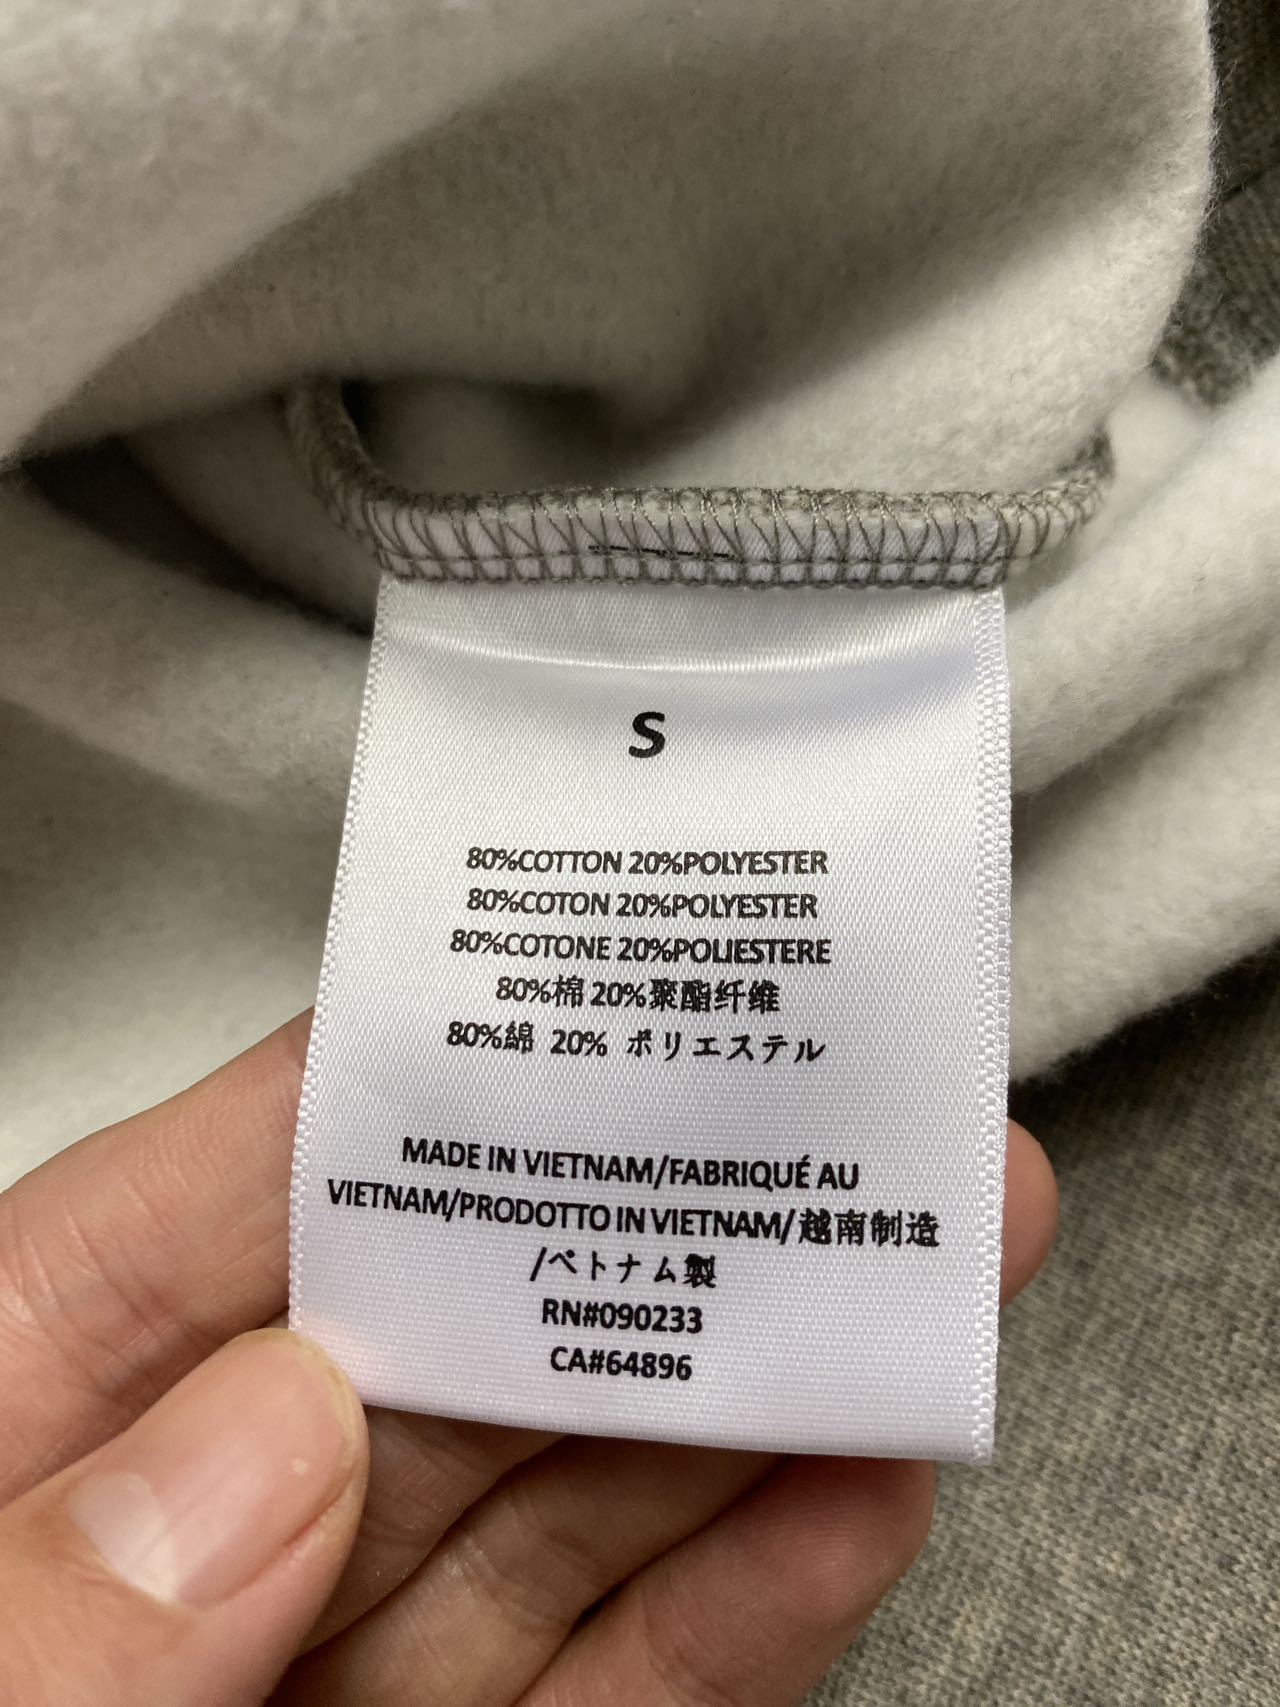 S
80%COTTON 20%POLYESTER
80%COTON 20%POLYESTER
80%COTONE 20%POLIESTERE
80%棉 20%聚酯纤维
80%綿 20% ポリエステル
MADE IN VIETNAM/FABRIQUÉ AU
VIETNAM/PRODOTTO IN VIETNAM/越南制造
/ベトナム製
RN#090233
CA#64896